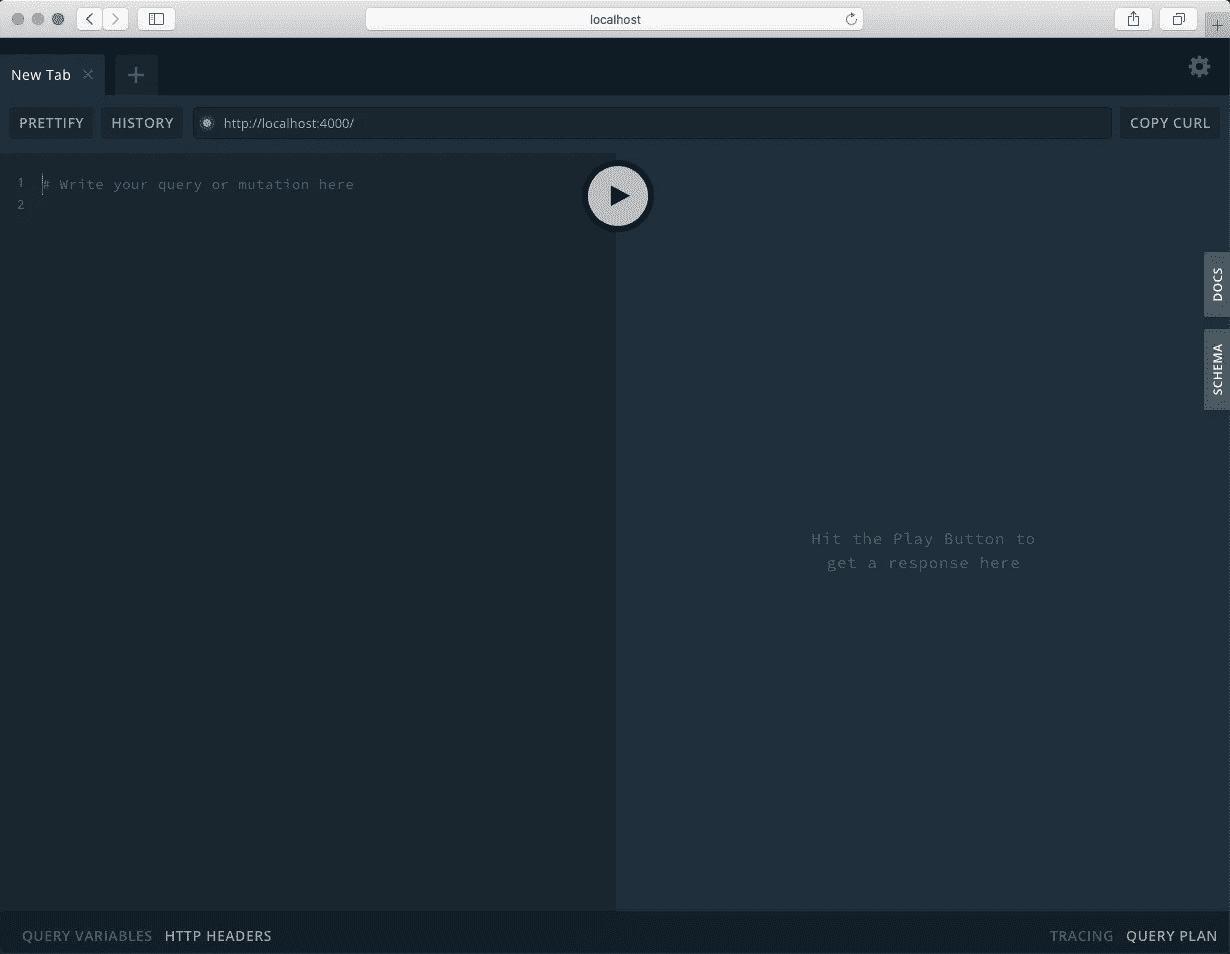 localhost
New Tab
PRETTIFY
HISTORY
http://localhost:4000/
COPY CURL
1 # Write your query or mutation here
2
DOCS
SCHEMA
Hit the Play Button to
get a response here
QUERY VARIABLES
HTTP HEADERS
TRACING
QUERY PLAN